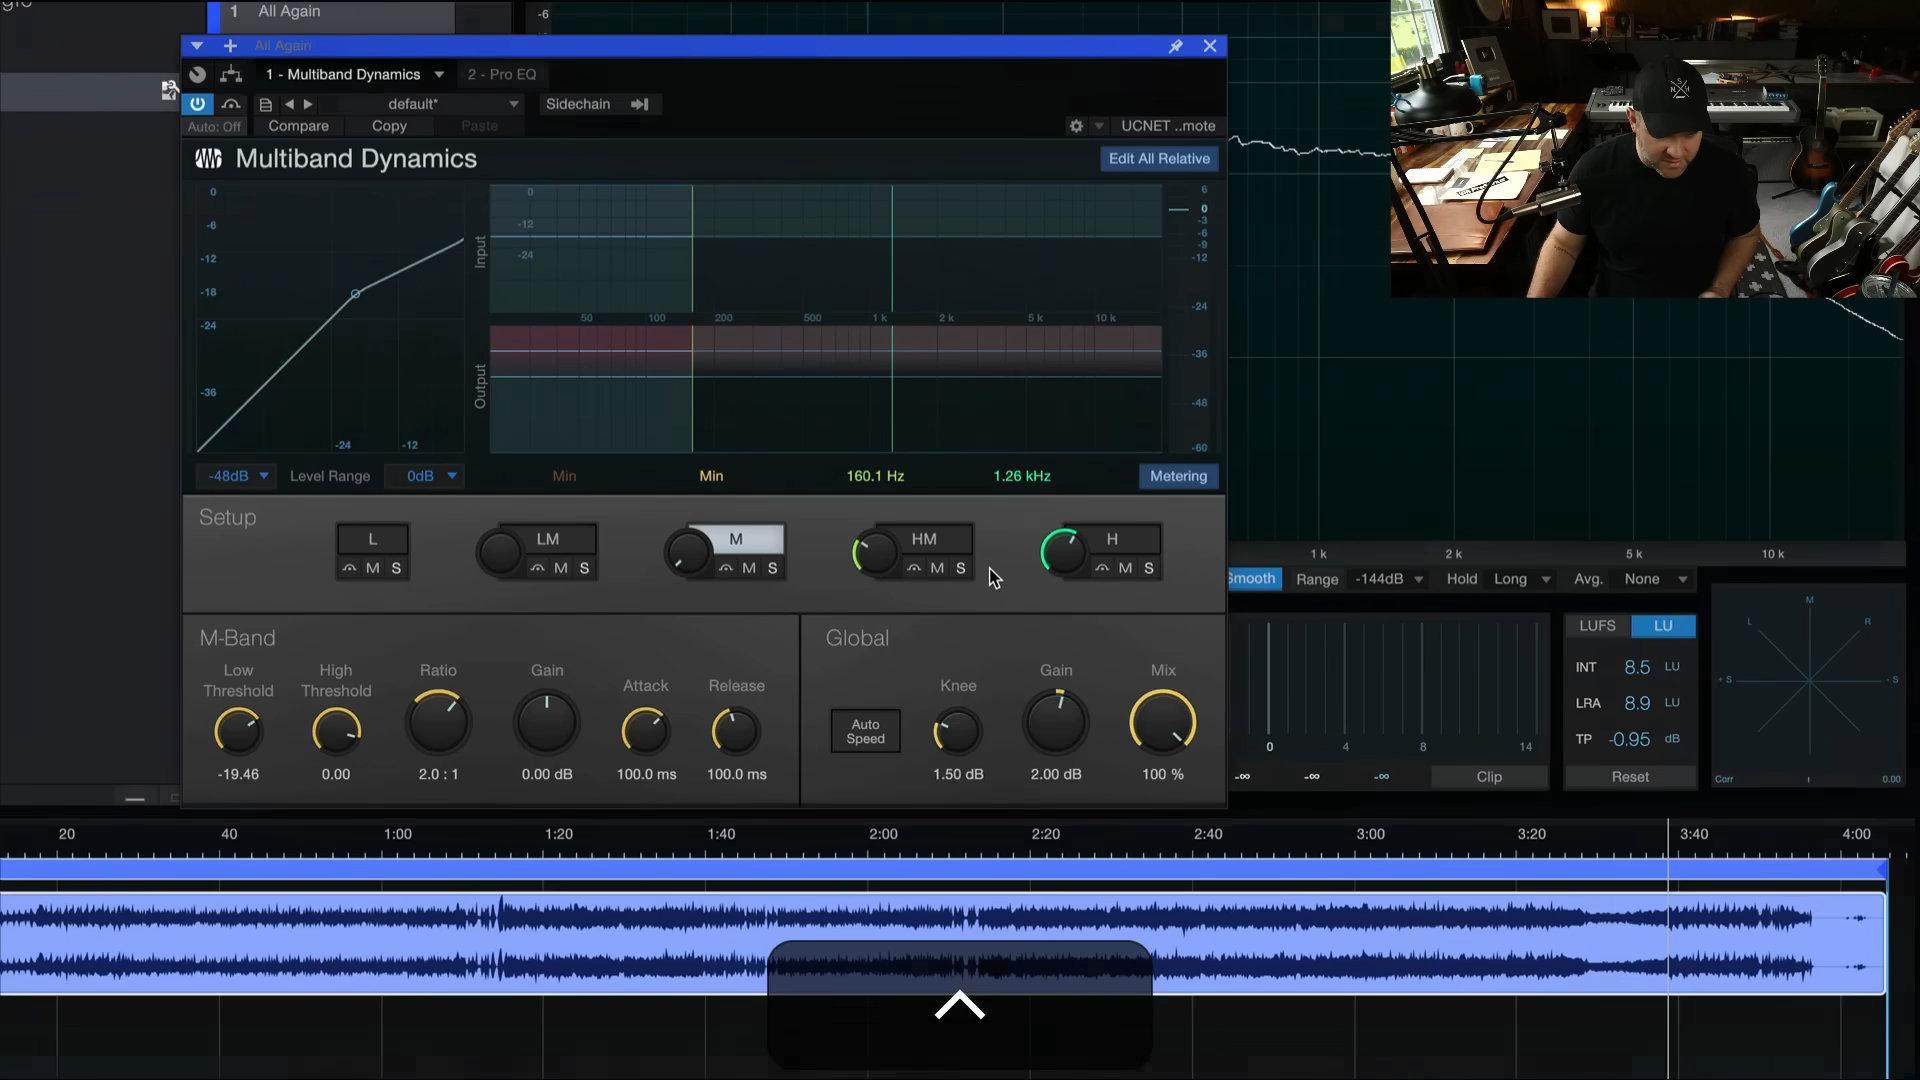 1 All Again
-6
All Again
1 - Multiband Dynamics 2 - Pro EQ
default* Sidechain
Auto: Off Compare Copy Paste UCNET ..mote
Multiband Dynamics Edit All Relative
0 -6 -12 -18 -24 -36
-24 -12
Input
0 -12 -24
50 100 200 500 1 k 2 k 5 k 10 k
Output
6 0 -3 -6 -9 -12 -24 -36 -48 -60
-48dB Level Range 0dB Min Min 160.1 Hz 1.26 kHz Metering
Setup
L LM M HM H
M S M S M S M S M S
M-Band
Low Threshold High Threshold Ratio Gain Attack Release
-19.46 0.00 2.0 : 1 0.00 dB 100.0 ms 100.0 ms
Global
Auto Speed Knee Gain Mix
1.50 dB 2.00 dB 100 %
1 k 2 k 5 k 10 k
Smooth Range -144dB Hold Long Avg. None
0 4 8 14
-∞ -∞ -∞ Clip
LUFS LU
INT 8.5 LU
LRA 8.9 LU
TP -0.95 dB
Reset
M
L R
+ S - S
Corr 0.00
20 40 1:00 1:20 1:40 2:00 2:20 2:40 3:00 3:20 3:40 4:00